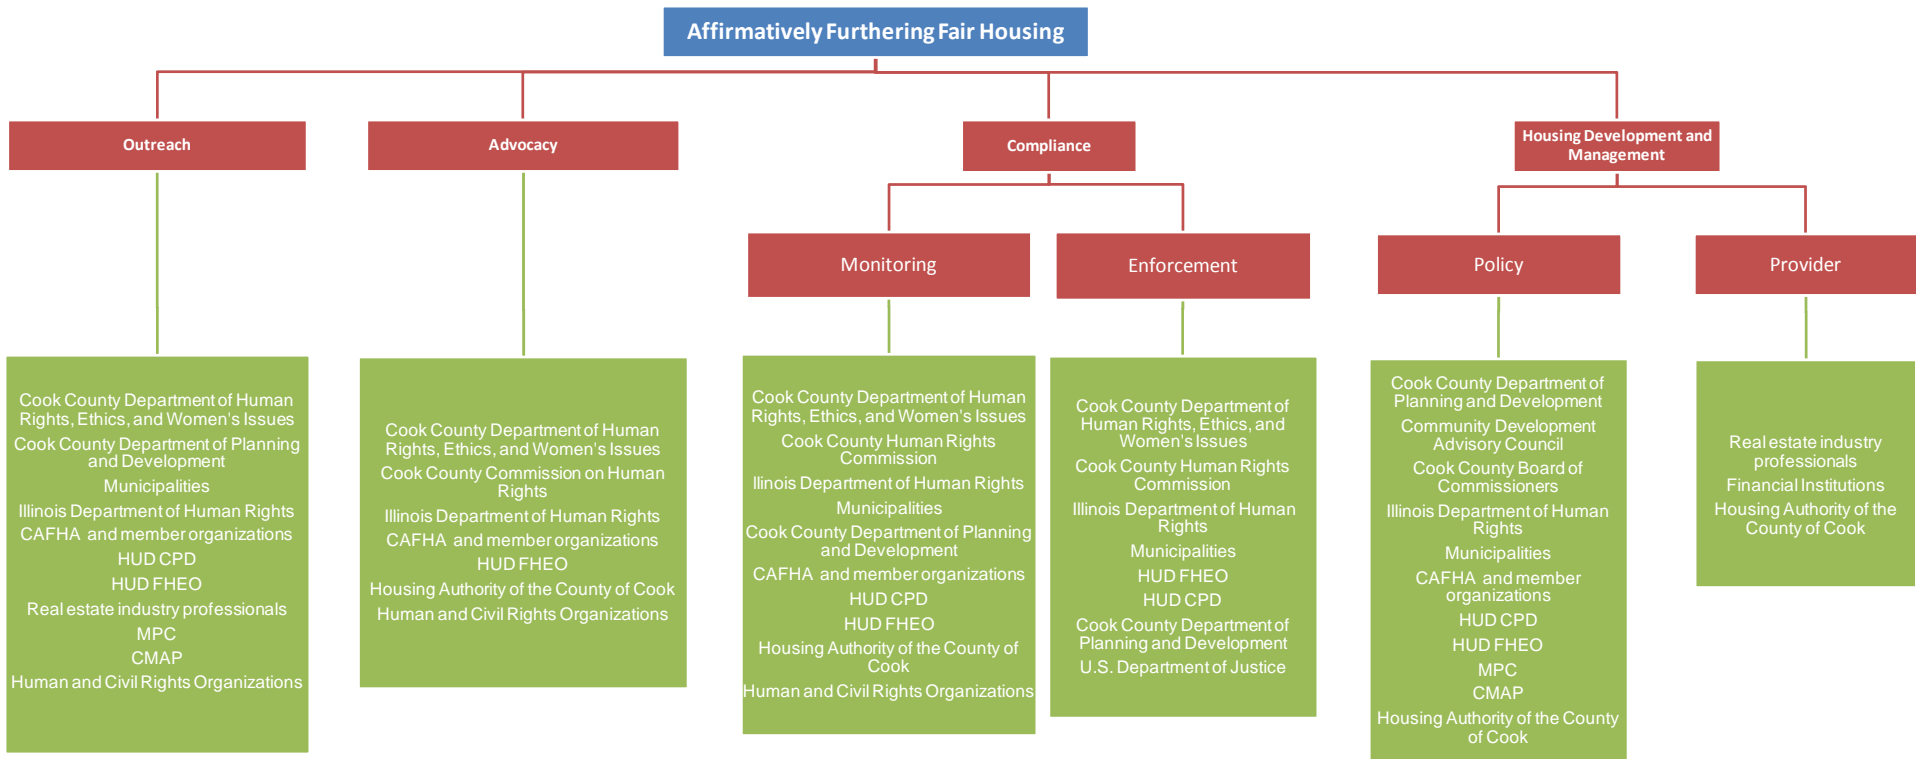 Affirmatively Furthering Fair Housing
Outreach
Advocacy
Compliance
Housing Development and
Management
Monitoring
Enforcement
Policy
Provider
Cook County Department of Human
Rights, Ethics, and Women's Issues
Cook County Department of Planning
and Development
Municipalities
Illinois Department of Human Rights
CAFHA and member organizations
HUD CPD
HUD FHEO
Real estate industry professionals
MPC
CMAP
Human and Civil Rights Organizations
Cook County Department of Human
Rights, Ethics, and Women's Issues
Cook County Commission on Human
Rights
Illinois Department of Human Rights
CAFHA and member organizations
HUD FHEO
Housing Authority of the County of Cook
Human and Civil Rights Organizations
Cook County Department of Human
Rights, Ethics, and Women's Issues
Cook County Human Rights
Commission
Ilinois Department of Human Rights
Municipalities
Cook County Department of Planning
and Development
CAFHA and member organizations
HUD CPD
HUD FHEO
Housing Authority of the County of
Cook
Human and Civil Rights Organizations
Cook County Department of
Human Rights, Ethics, and
Women's Issues
Cook County Human Rights
Commission
Illinois Department of Human
Rights
Municipalities
HUD FHEO
HUD CPD
Cook County Department of
Planning and Development
U.S. Department of Justice
Cook County Department of
Planning and Development
Community Development
Advisory Council
Cook County Board of
Commissioners
Illinois Department of Human
Rights
Municipalities
CAFHA and member
organizations
HUD CPD
HUD FHEO
MPC
CMAP
Housing Authority of the County
of Cook
Real estate industry
professionals
Financial Institutions
Housing Authority of the
County of Cook